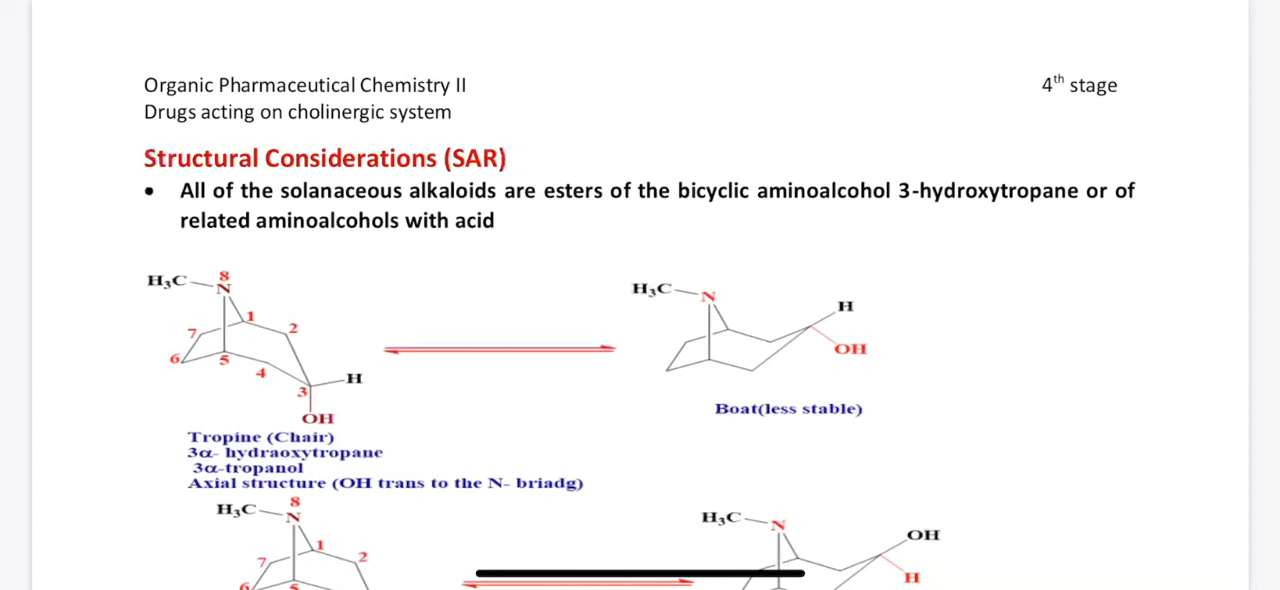 Organic Pharmaceutical Chemistry II
4th stage
Drugs acting on cholinergic system
Structural Considerations (SAR)
• All of the solanaceous alkaloids are esters of the bicyclic aminoalcohol 3-hydroxytropane or of
related aminoalcohols with acid
H3C
8
N
1
2
7
6
5
4
3
H
OH
H3C
N
H
OH
Boat(less stable)
Tropine (Chair)
3α- hydraoxytropane
3α-tropanol
Axial structure (OH trans to the N- briadg)
H3C
8
N
1
2
7
6
5
H3C
N
OH
H